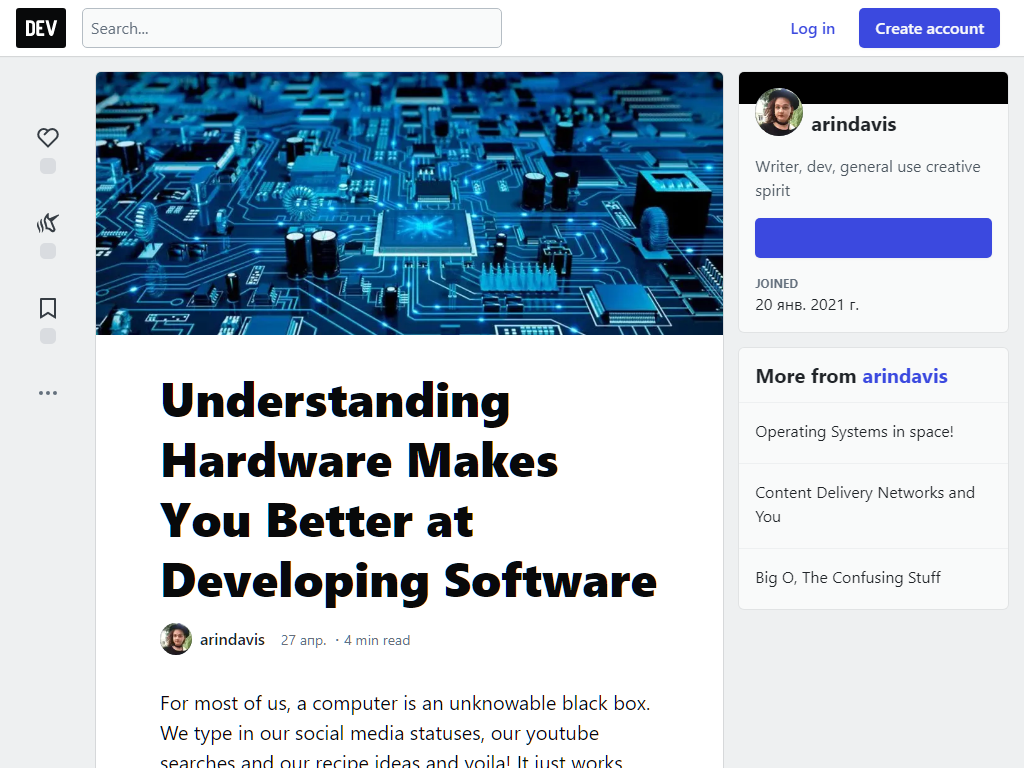 DEV
Search...
Log in
Create account
Understanding
Hardware Makes
You Better at
Developing Software
arindavis
27 апр. · 4 min read
For most of us, a computer is an unknowable black box.
We type in our social media statuses, our youtube
searches and our recipe ideas and voila! It just works.
arindavis
Writer, dev, general use creative
spirit
JOINED
20 янв. 2021 г.
More from arindavis
Operating Systems in space!
Content Delivery Networks and
You
Big O, The Confusing Stuff